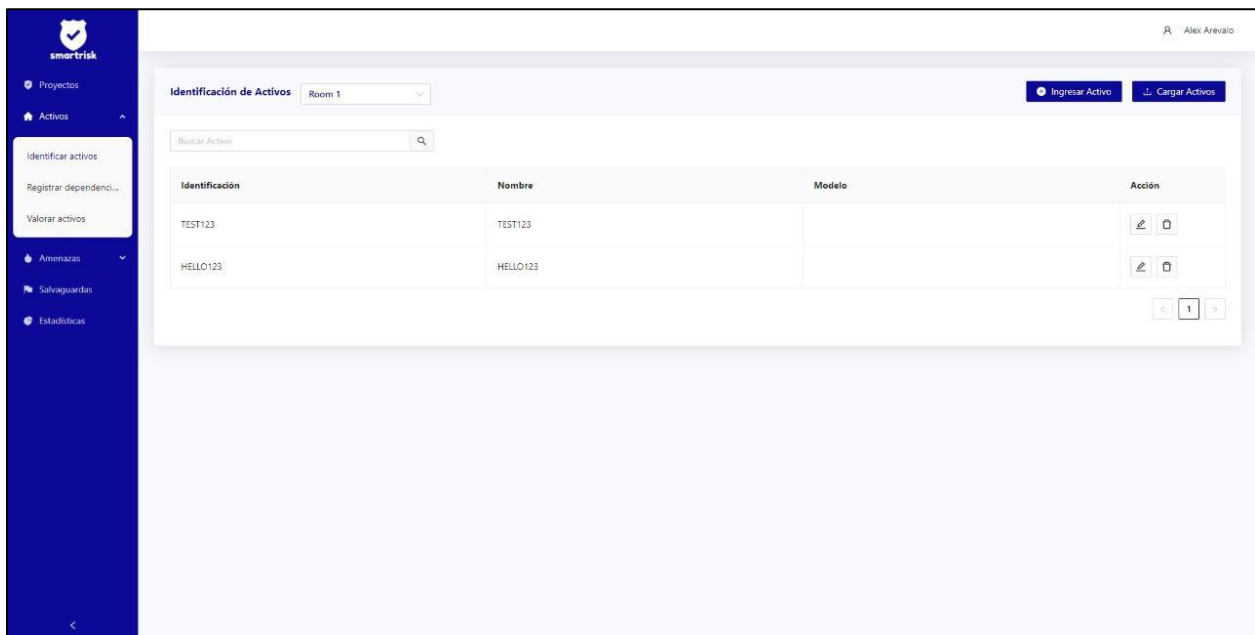 smartrisk
Alex Arevalo
Proyectos
Activos
Identificar activos
Registrar dependenci...
Valorar activos
Amenazas
Salvaguardas
Estadísticas
Identificación de Activos Room 1
Ingresar Activo Cargar Activos
Buscar Activo
Identificación Nombre Modelo Acción
TEST123 TEST123
HELLO123 HELLO123
< 1 >
<